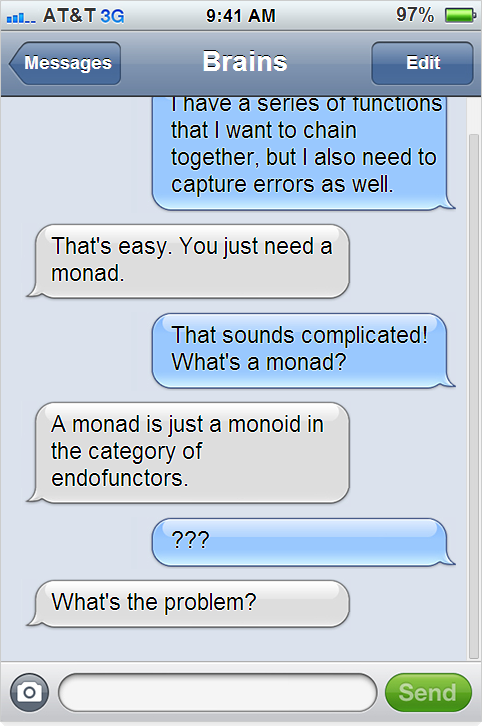 AT&T 3G 9:41 AM 97%
Messages Brains Edit
I have a series of functions
that I want to chain
together, but I also need to
capture errors as well.
That's easy. You just need a
monad.
That sounds complicated!
What's a monad?
A monad is just a monoid in
the category of
endofunctors.
???
What's the problem?
Send